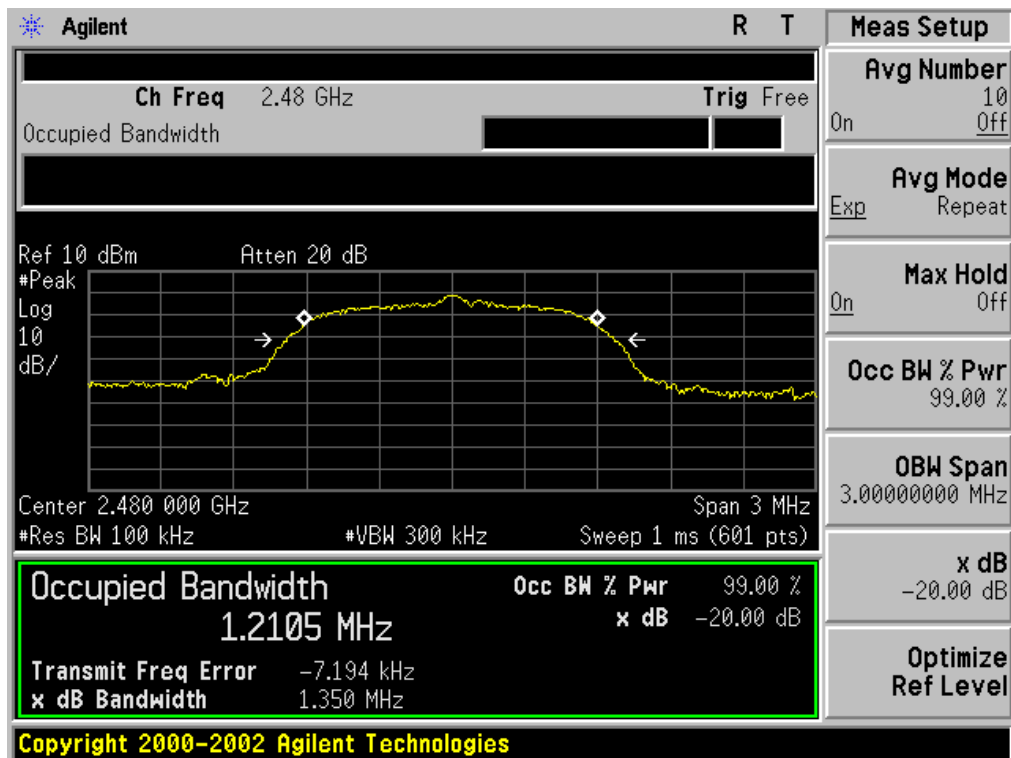 Agilent R T
Ch Freq 2.48 GHz Trig Free
Occupied Bandwidth
Ref 10 dBm Atten 20 dB
#Peak
Log
10
dB/
Center 2.480 000 GHz Span 3 MHz
#Res BW 100 kHz #VBW 300 kHz Sweep 1 ms (601 pts)
Occupied Bandwidth Occ BW % Pwr 99.00 %
1.2105 MHz x dB -20.00 dB
Transmit Freq Error -7.194 kHz
x dB Bandwidth 1.350 MHz
Copyright 2000-2002 Agilent Technologies
Meas Setup
Avg Number
10
On Off
Avg Mode
Exp Repeat
Max Hold
On Off
Occ BW % Pwr
99.00 %
OBW Span
3.00000000 MHz
x dB
-20.00 dB
Optimize
Ref Level